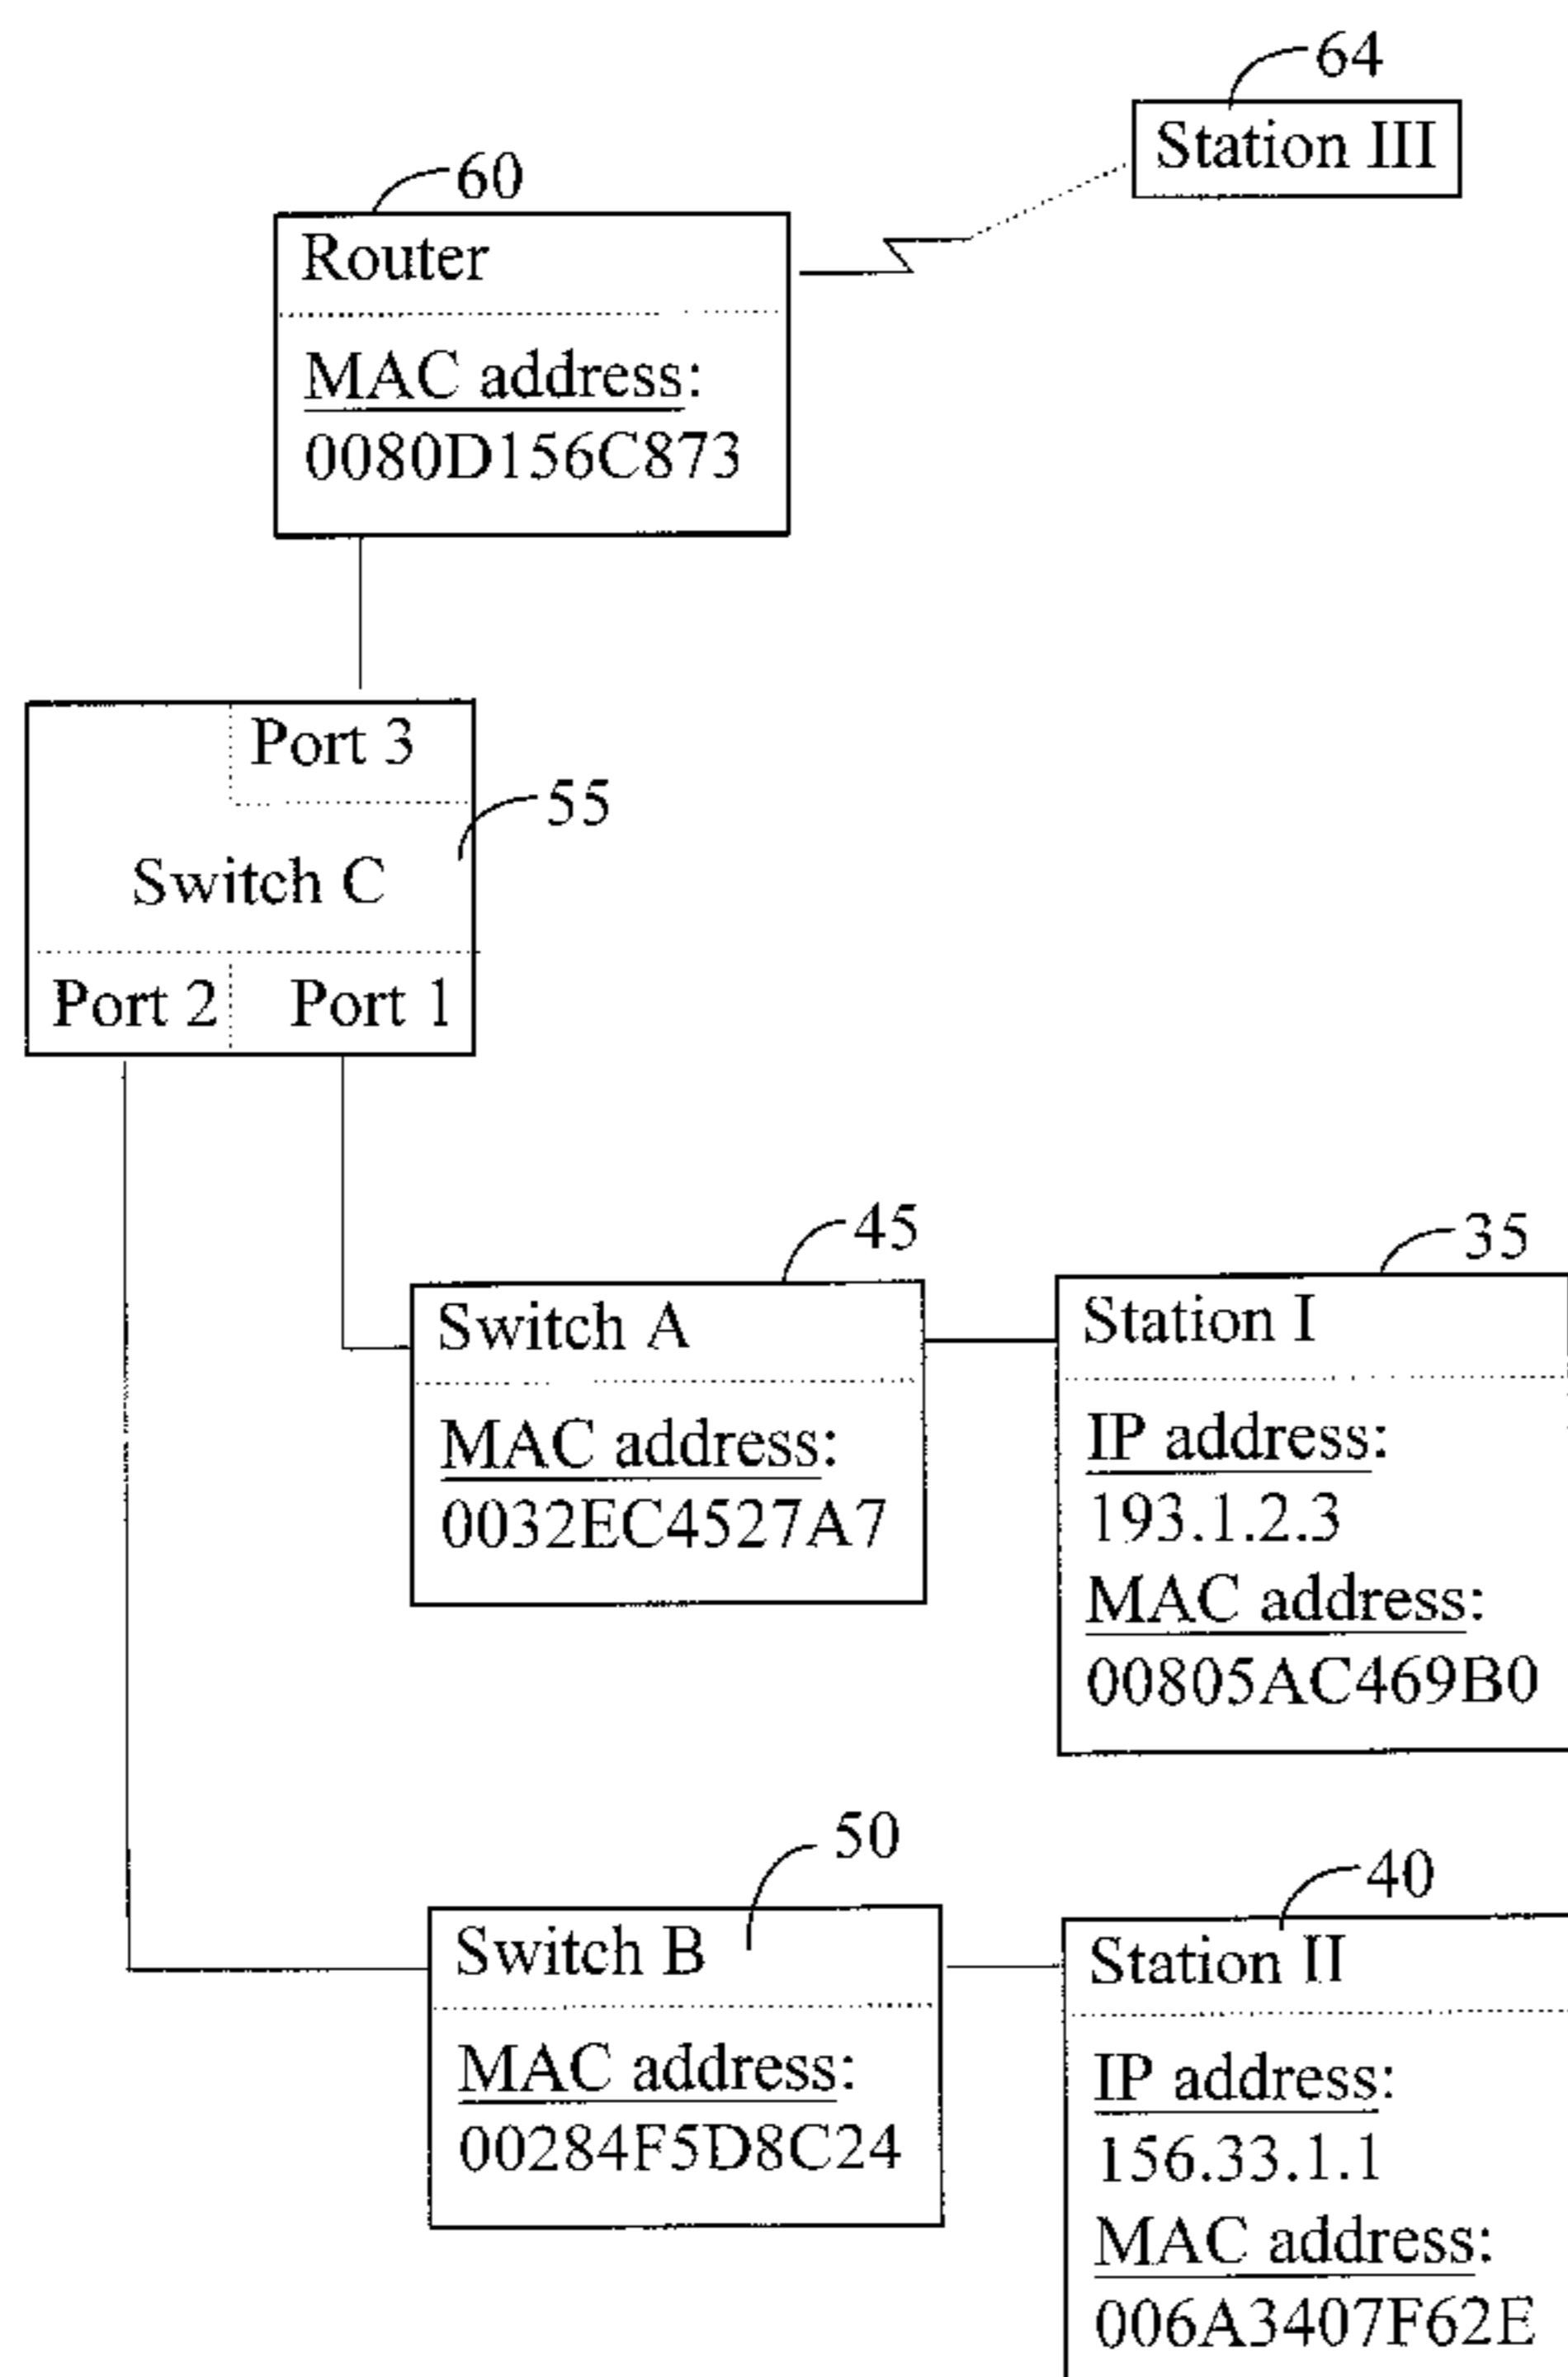 64
Station III
60
Router
MAC address:
0080D156C873
Port 3
55
Switch C
Port 2
Port 1
45
35
Switch A
MAC address:
0032EC4527A7
Station I
IP address:
193.1.2.3
MAC address:
00805AC469B0
50
40
Switch B
MAC address:
00284F5D8C24
Station II
IP address:
156.33.1.1
MAC address:
006A3407F62E